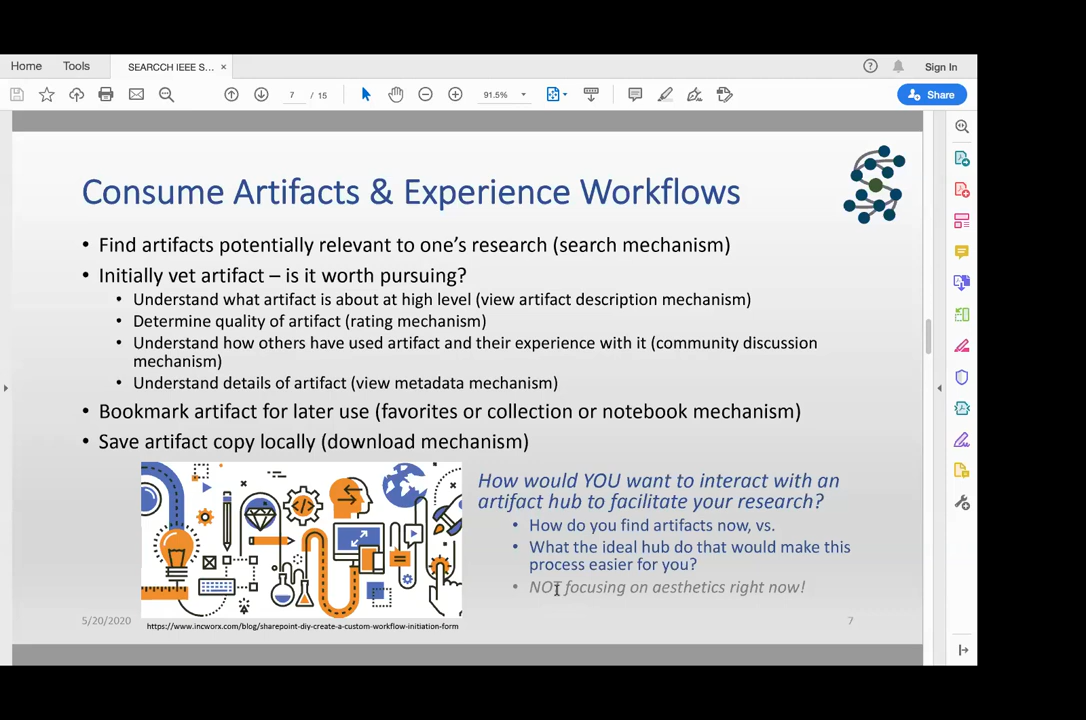 Home
Tools
SEARCCH IEEE S...
×
Sign In
7 / 15
91.5%
Share
Consume Artifacts & Experience Workflows
• Find artifacts potentially relevant to one's research (search mechanism)
• Initially vet artifact – is it worth pursuing?
• Understand what artifact is about at high level (view artifact description mechanism)
• Determine quality of artifact (rating mechanism)
• Understand how others have used artifact and their experience with it (community discussion
mechanism)
• Understand details of artifact (view metadata mechanism)
• Bookmark artifact for later use (favorites or collection or notebook mechanism)
• Save artifact copy locally (download mechanism)
How would YOU want to interact with an
artifact hub to facilitate your research?
• How do you find artifacts now, vs.
• What the ideal hub do that would make this
process easier for you?
• NOT focusing on aesthetics right now!
5/20/2020
https://www.incworx.com/blog/sharepoint-diy-create-a-custom-workflow-initiation-form
7